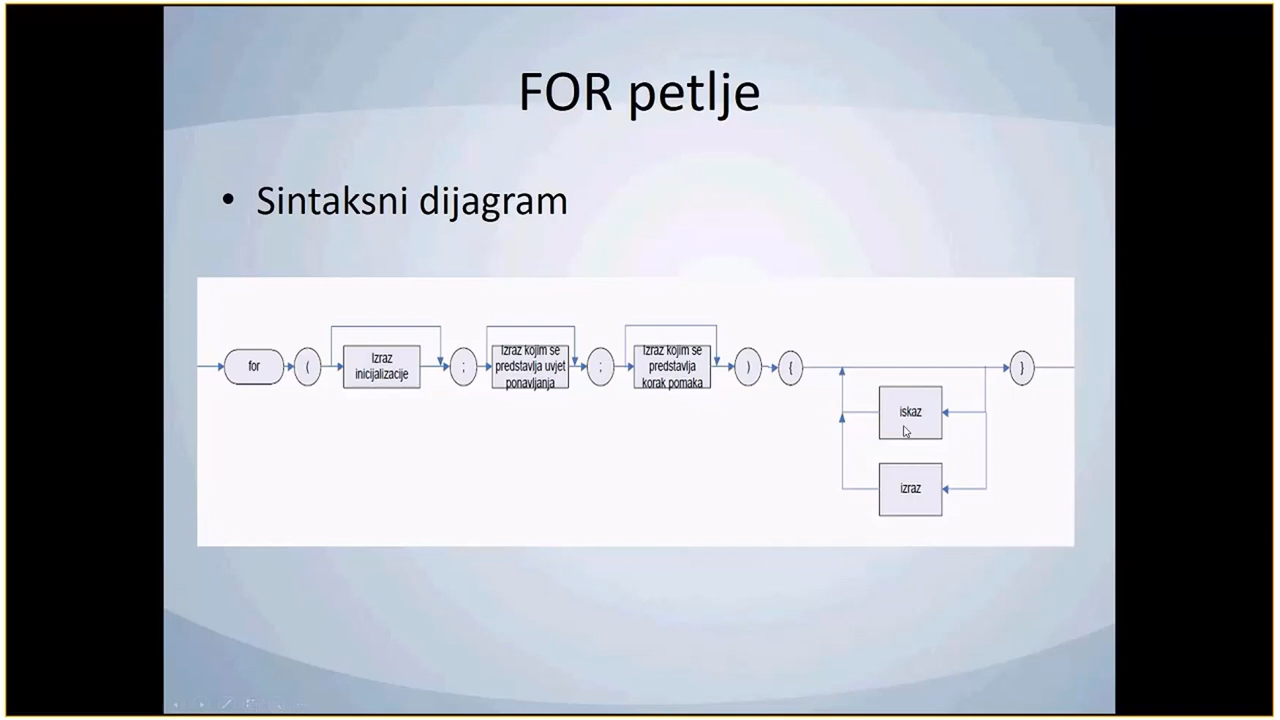 FOR petlje
• Sintaksni dijagram
for
(
Izraz
inicijalizacije
;
Izraz kojim se
predstavlja uvjet
ponavljanja
;
Izraz kojim se
predstavlja
korak pomaka
)
{
}
iskaz
izraz